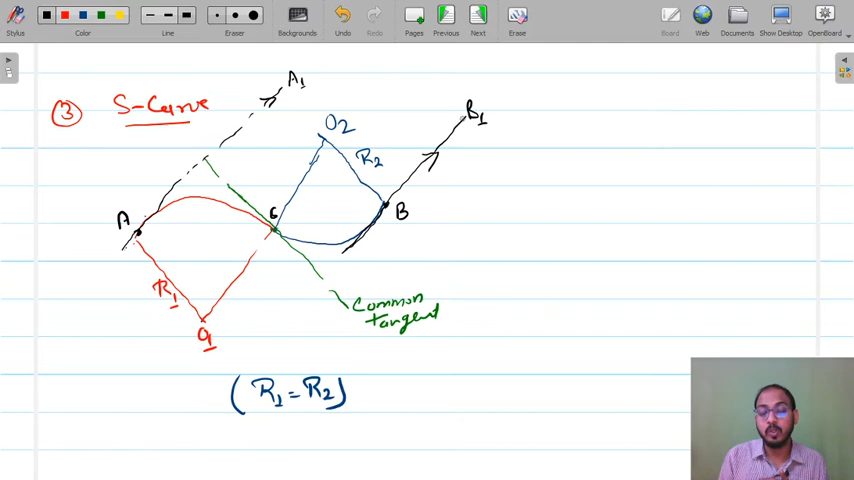 Stylus
Color
Line
Eraser
Backgrounds
Undo
Redo
Pages
Previous
Next
Erase
Board
Web
Documents
Show Desktop
OpenBoard
③ S-Curve
A1
B1
O2
R2
A
C
B
R1
O1
Common
tangent
(R1=R2)